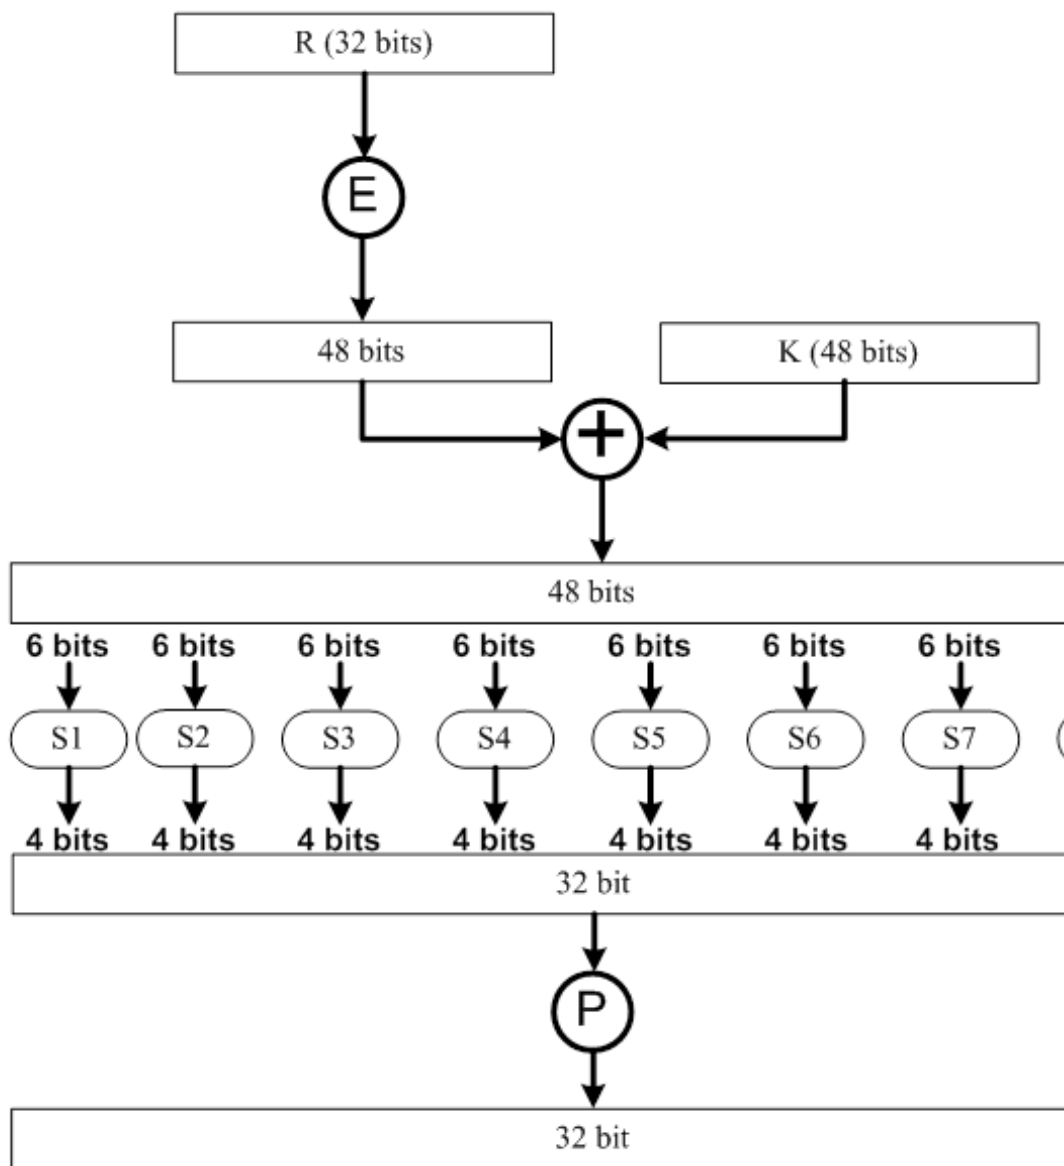 R (32 bits)
E
48 bits
K (48 bits)
+
48 bits
6 bits 6 bits 6 bits 6 bits 6 bits 6 bits 6 bits
S1 S2 S3 S4 S5 S6 S7
4 bits 4 bits 4 bits 4 bits 4 bits 4 bits 4 bits
32 bit
P
32 bit